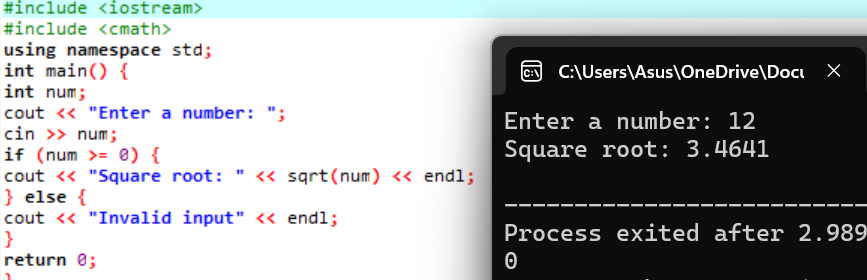 #include <iostream>
#include <cmath>
using namespace std;
int main() {
int num;
cout << "Enter a number: ";
cin >> num;
if (num >= 0) {
cout << "Square root: " << sqrt(num) << endl;
} else {
cout << "Invalid input" << endl;
}
return 0;
C:\Users\Asus\OneDrive\Docu
Enter a number: 12
Square root: 3.4641
--------------------------
Process exited after 2.989
0